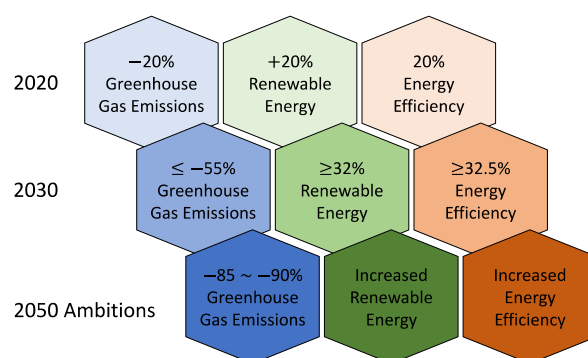 2020
−20%
Greenhouse
Gas Emissions
+20%
Renewable
Energy
20%
Energy
Efficiency
2030
≤ −55%
Greenhouse
Gas Emissions
≥32%
Renewable
Energy
≥32.5%
Energy
Efficiency
2050 Ambitions
−85 ~ −90%
Greenhouse
Gas Emissions
Increased
Renewable
Energy
Increased
Energy
Efficiency